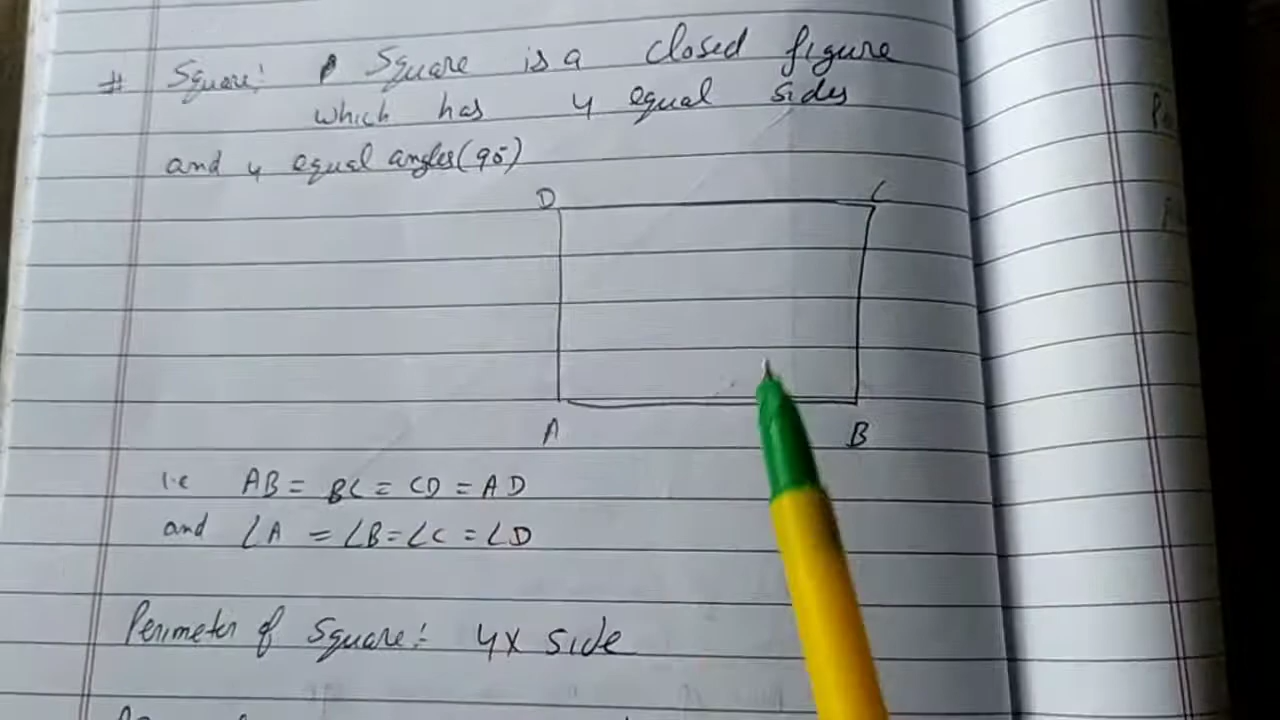 # Square: Square is a closed figure
which has 4 equal sides
and 4 equal angles (90°)
D C
A B
i.e AB = BC = CD = AD
and ∠A = ∠B = ∠C = ∠D
Perimeter of Square: 4x side